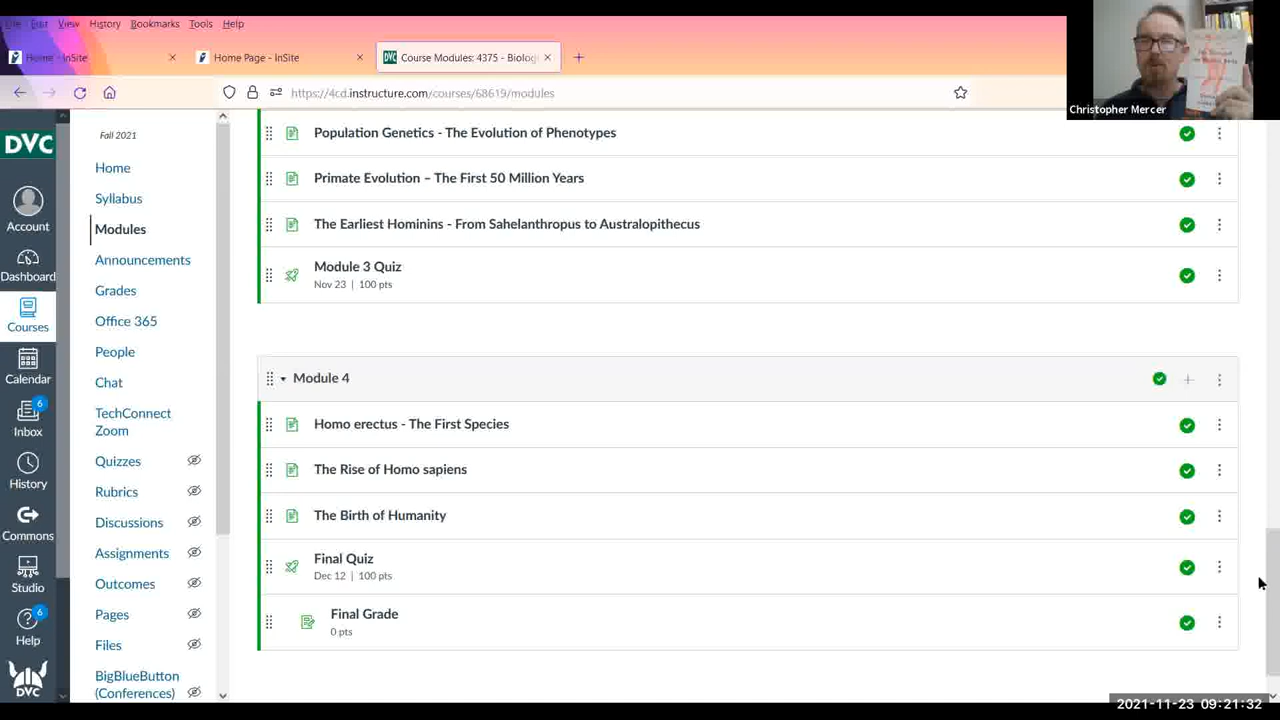 File Edit View History Bookmarks Tools Help
Home - InSite
Home Page - InSite
DVC Course Modules: 4375 - Biologi
https://4cd.instructure.com/courses/68619/modules
Christopher Mercer
DVC
Account
Dashboard
Courses
Calendar
6
Inbox
History
Commons
Studio
6
Help
DVC
Fall 2021
Home
Syllabus
Modules
Announcements
Grades
Office 365
People
Chat
TechConnect
Zoom
Quizzes
Rubrics
Discussions
Assignments
Outcomes
Pages
Files
BigBlueButton
(Conferences)
Population Genetics - The Evolution of Phenotypes
Primate Evolution – The First 50 Million Years
The Earliest Hominins - From Sahelanthropus to Australopithecus
Module 3 Quiz
Nov 23 | 100 pts
Module 4
Homo erectus - The First Species
The Rise of Homo sapiens
The Birth of Humanity
Final Quiz
Dec 12 | 100 pts
Final Grade
0 pts
2021-11-23 09:21:32